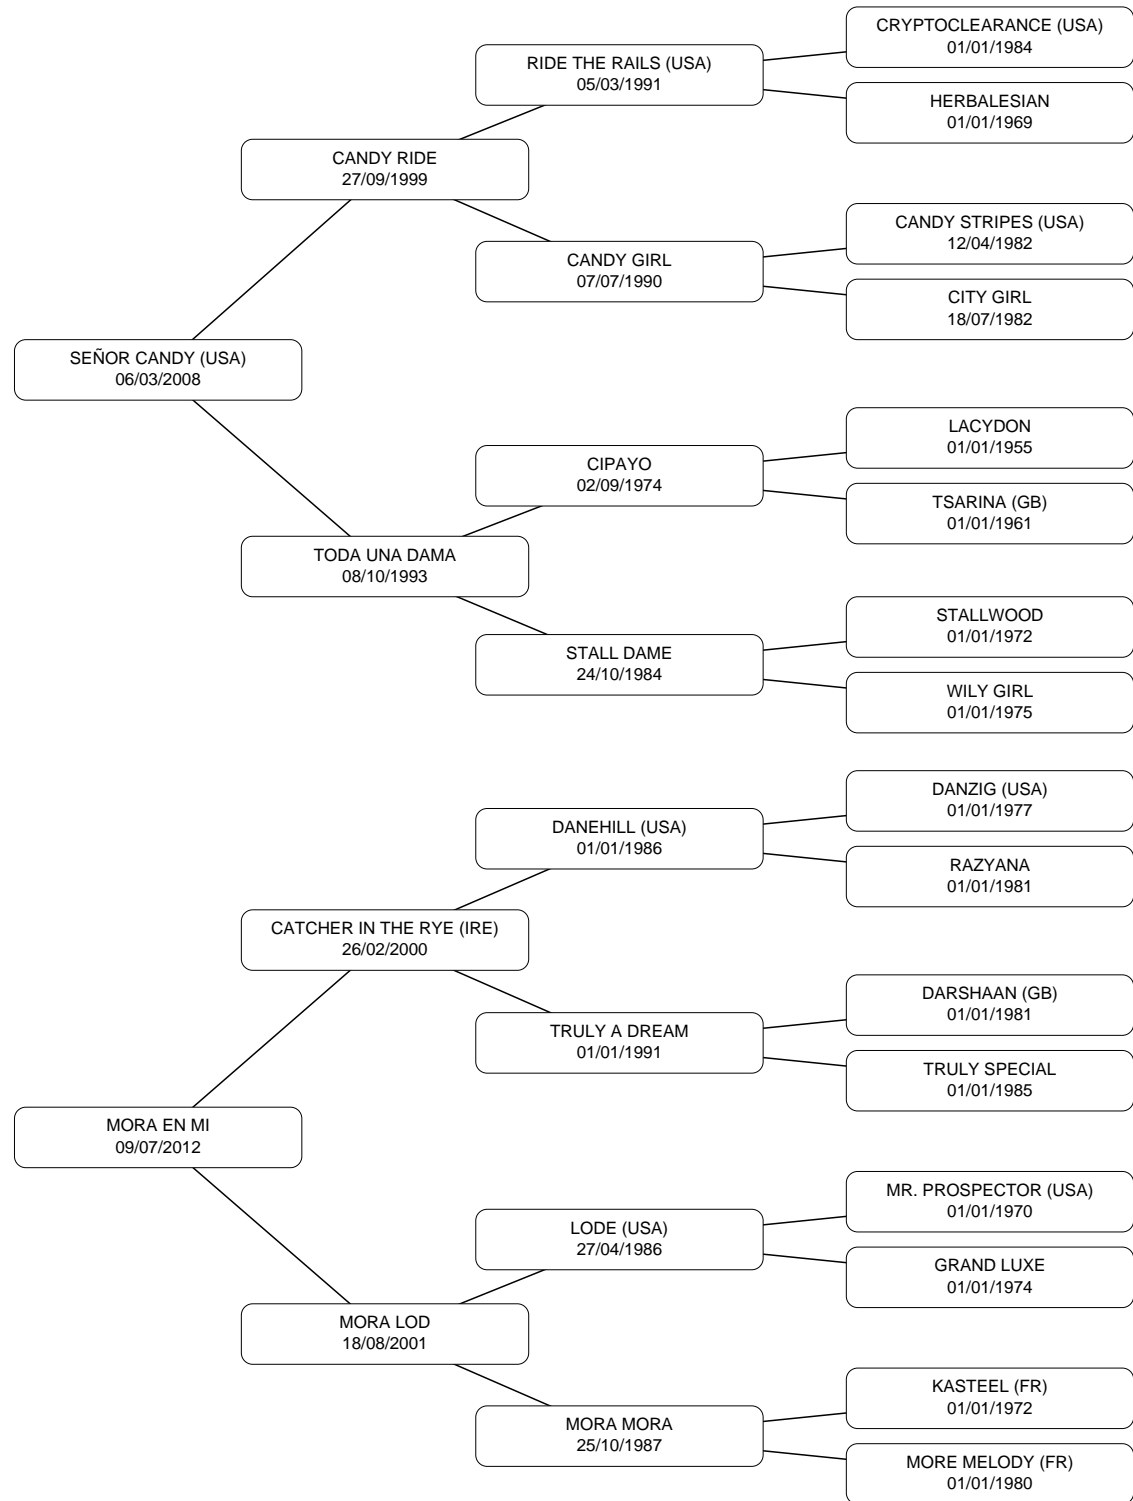 CRYPTOCLEARANCE (USA)
01/01/1984
RIDE THE RAILS (USA)
05/03/1991
HERBALESIAN
01/01/1969
CANDY RIDE
27/09/1999
CANDY STRIPES (USA)
12/04/1982
CANDY GIRL
07/07/1990
CITY GIRL
18/07/1982
SEÑOR CANDY (USA)
06/03/2008
LACYDON
01/01/1955
CIPAYO
02/09/1974
TSARINA (GB)
01/01/1961
TODA UNA DAMA
08/10/1993
STALLWOOD
01/01/1972
STALL DAME
24/10/1984
WILY GIRL
01/01/1975
DANZIG (USA)
01/01/1977
DANEHILL (USA)
01/01/1986
RAZYANA
01/01/1981
CATCHER IN THE RYE (IRE)
26/02/2000
DARSHAAN (GB)
01/01/1981
TRULY A DREAM
01/01/1991
TRULY SPECIAL
01/01/1985
MORA EN MI
09/07/2012
MR. PROSPECTOR (USA)
01/01/1970
LODE (USA)
27/04/1986
GRAND LUXE
01/01/1974
MORA LOD
18/08/2001
KASTEEL (FR)
01/01/1972
MORA MORA
25/10/1987
MORE MELODY (FR)
01/01/1980